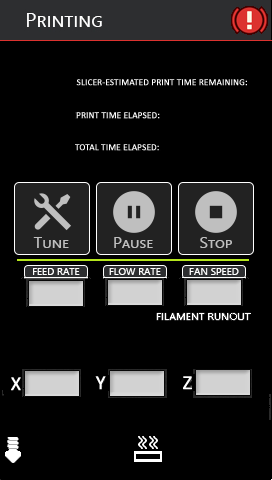 PRINTING
SLICER-ESTIMATED PRINT TIME REMAINING:
PRINT TIME ELAPSED:
TOTAL TIME ELAPSED:
TUNE PAUSE STOP
FEED RATE FLOW RATE FAN SPEED
FILAMENT RUNOUT
X Y Z